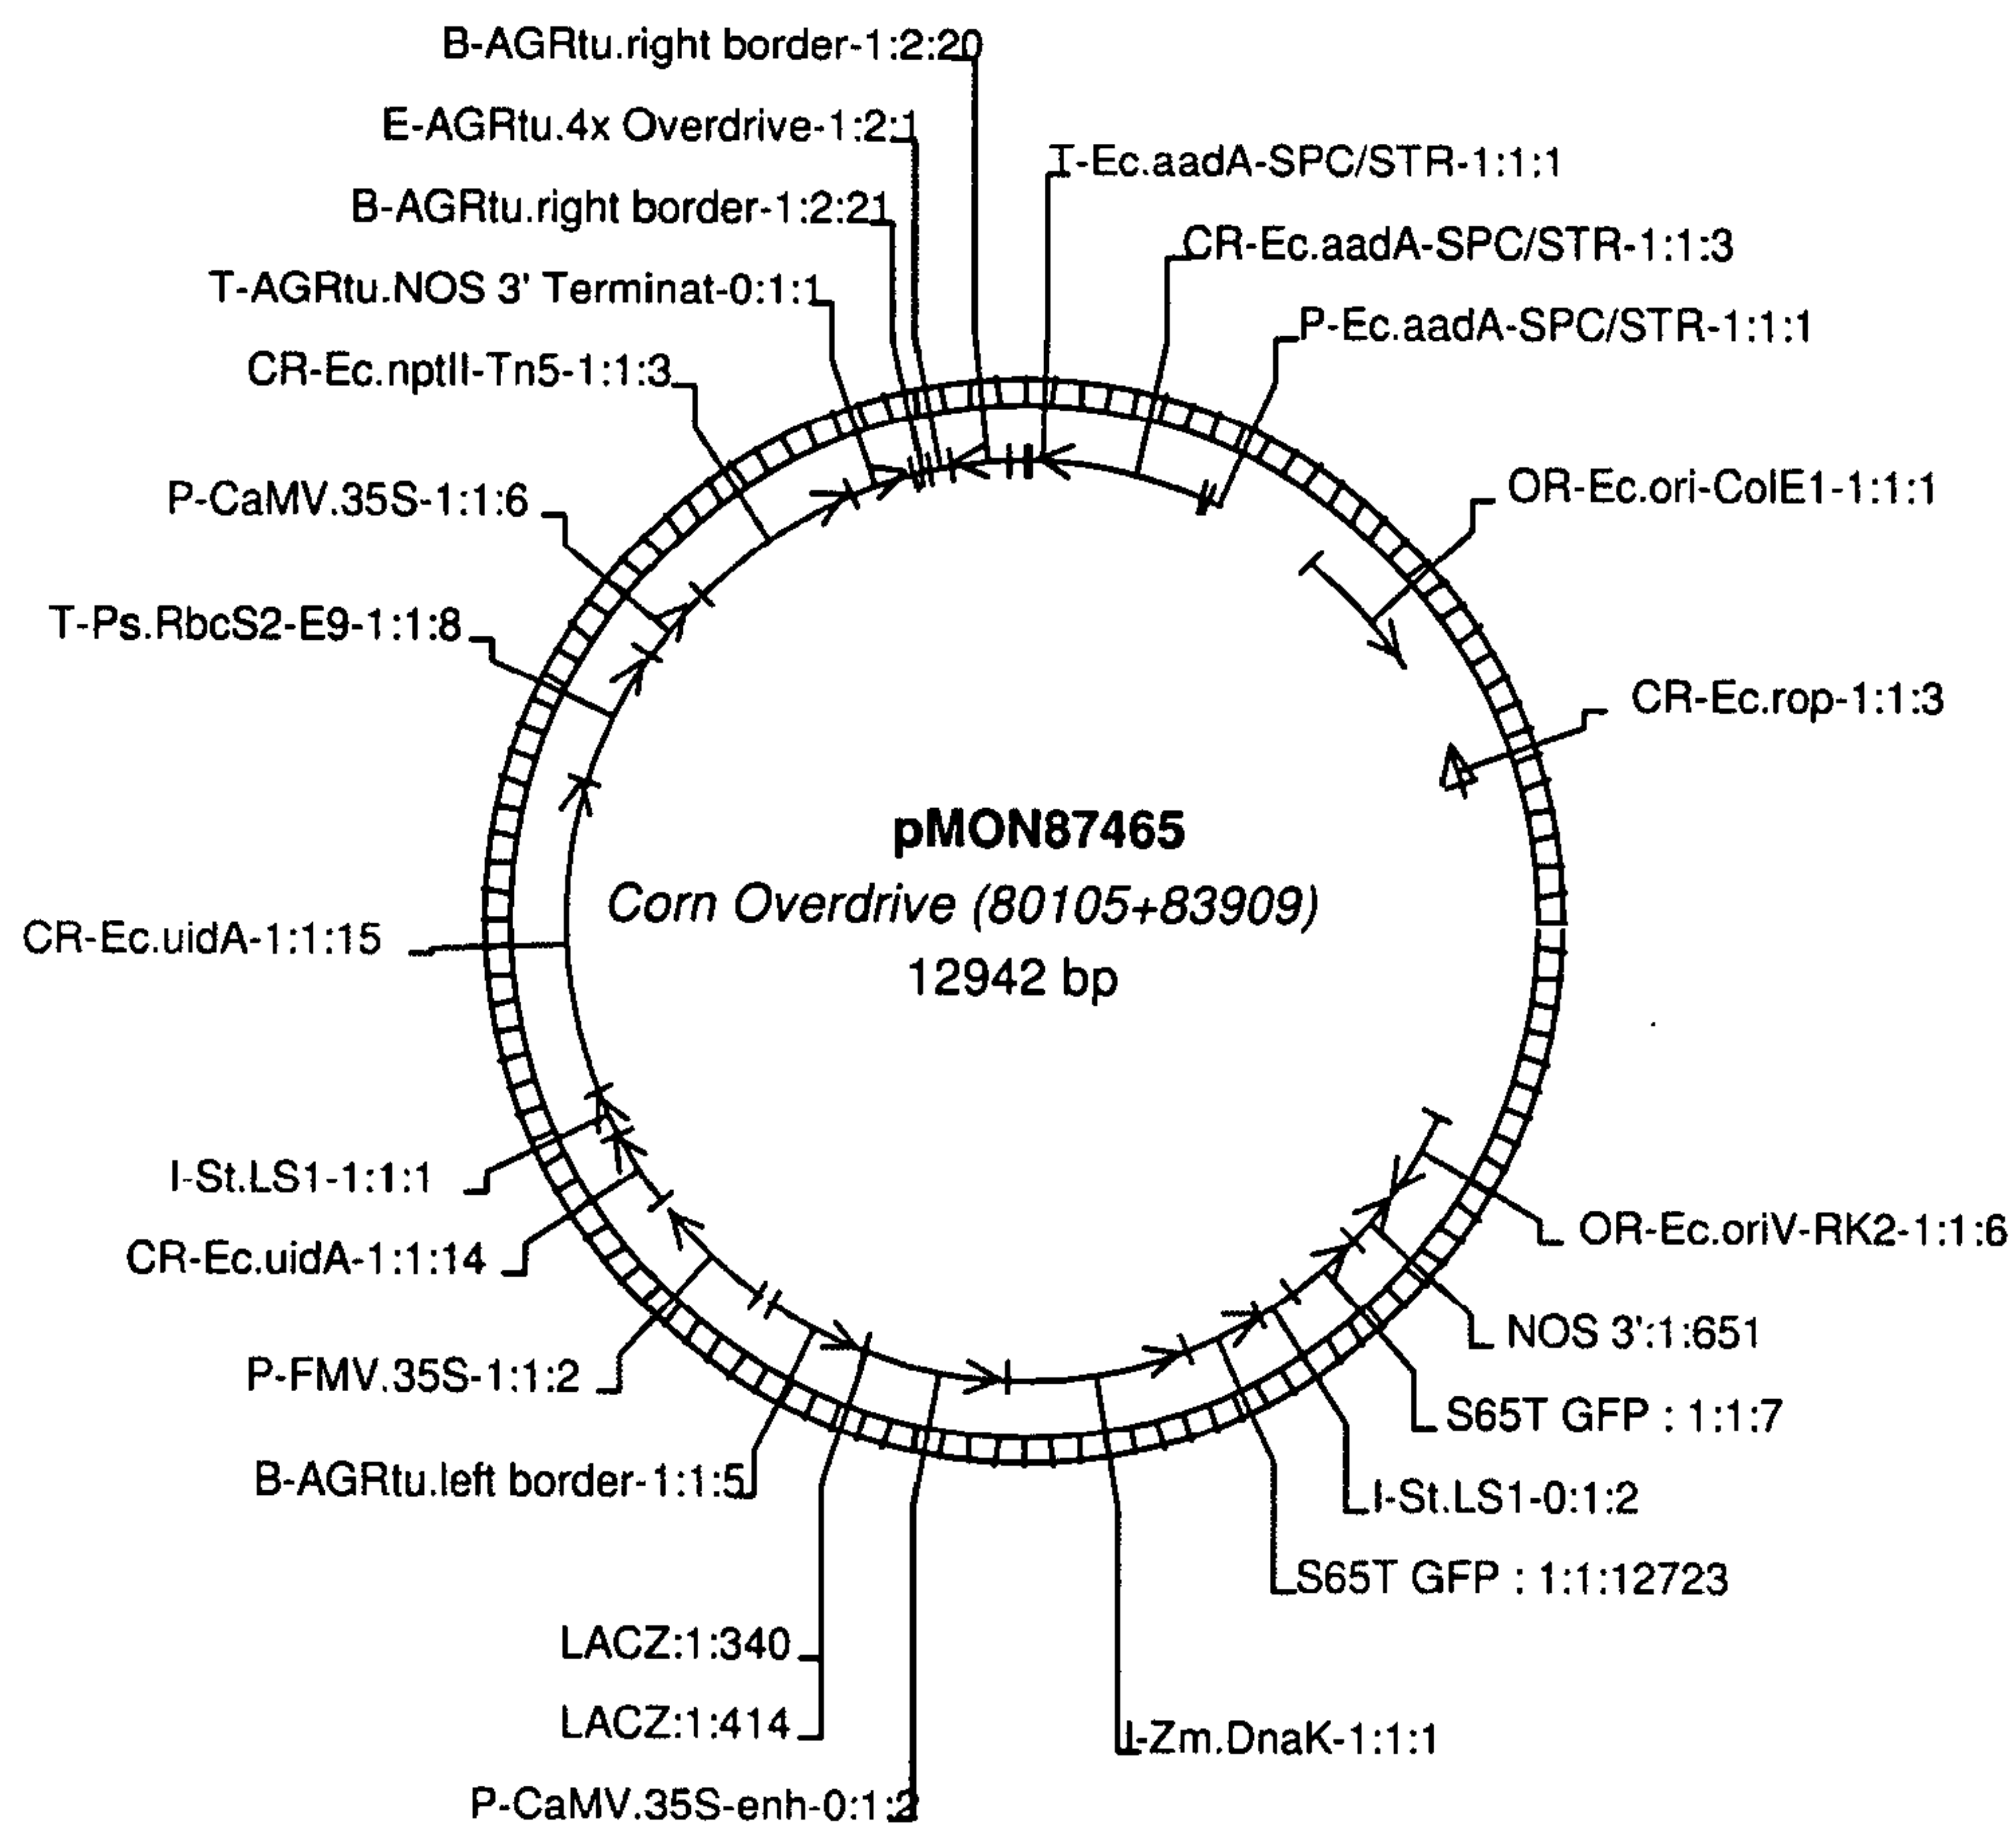 B-AGRtu.right border-1:2:20
E-AGRtu.4x Overdrive-1:2:1
T-Ec.aadA-SPC/STR-1:1:1
B-AGRtu.right border-1:2:21
CR-Ec.aadA-SPC/STR-1:1:3
T-AGRtu.NOS 3' Terminat-0:1:1
P-Ec.aadA-SPC/STR-1:1:1
CR-Ec.nptII-Tn5-1:1:3
P-CaMV.35S-1:1:6
OR-Ec.ori-ColE1-1:1:1
T-Ps.RbcS2-E9-1:1:8
CR-Ec.rop-1:1:3
pMON87465
Corn Overdrive (80105+83909)
12942 bp
CR-Ec.uidA-1:1:15
I-St.LS1-1:1:1
OR-Ec.oriV-RK2-1:1:6
CR-Ec.uidA-1:1:14
NOS 3':1:651
P-FMV.35S-1:1:2
S65T GFP : 1:1:7
B-AGRtu.left border-1:1:5
I-St.LS1-0:1:2
S65T GFP : 1:1:12723
LACZ:1:340
LACZ:1:414
I-Zm.DnaK-1:1:1
P-CaMV.35S-enh-0:1:2